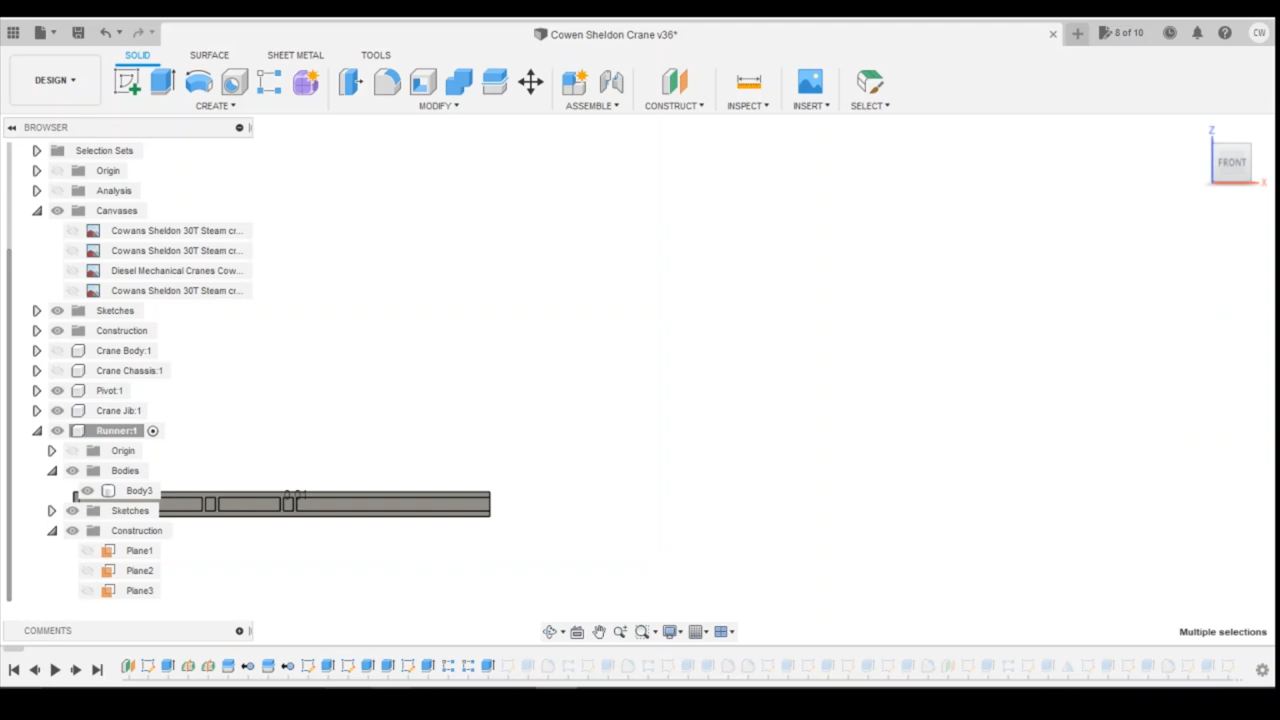 Cowen Sheldon Crane v36*
8 of 10
CW
DESIGN
SOLID
SURFACE
SHEET METAL
TOOLS
CREATE
MODIFY
ASSEMBLE
CONSTRUCT
INSPECT
INSERT
SELECT
BROWSER
Z
FRONT
X
Selection Sets
Origin
Analysis
Canvases
Cowans Sheldon 30T Steam cr...
Cowans Sheldon 30T Steam cr...
Diesel Mechanical Cranes Cow...
Cowans Sheldon 30T Steam cr...
Sketches
Construction
Crane Body:1
Crane Chassis:1
Pivot:1
Crane Jib:1
Runner:1
Origin
Bodies
Body3
Sketches
Construction
Plane1
Plane2
Plane3
COMMENTS
Multiple selections